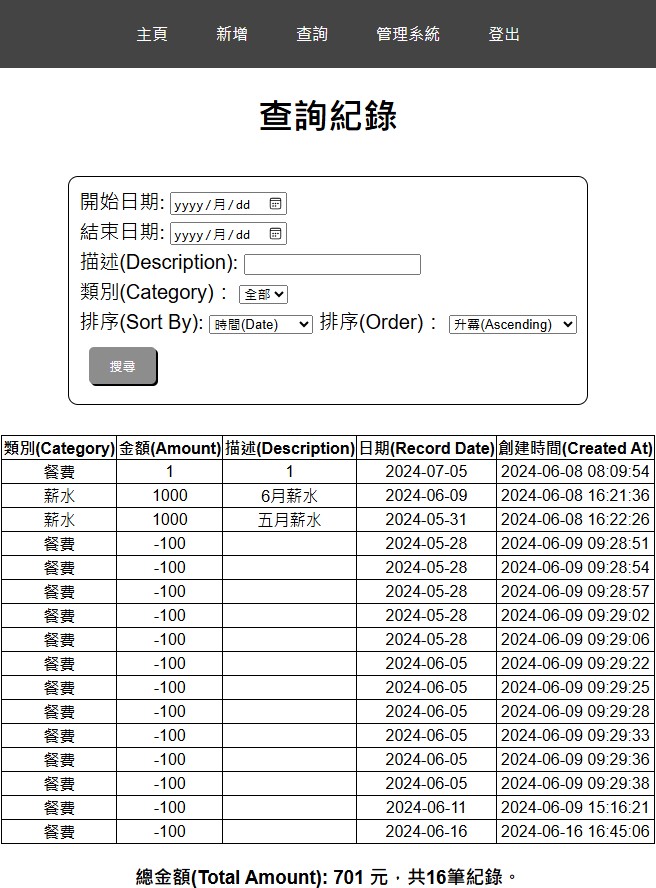 主頁 新增 查詢 管理系統 登出
查詢紀錄
開始日期: yyyy/月/dd
結束日期: yyyy/月/dd
描述(Description):
類別(Category)： 全部
排序(Sort By): 時間(Date) 排序(Order)： 升冪(Ascending)
搜尋
類別(Category) 金額(Amount) 描述(Description) 日期(Record Date) 創建時間(Created At)
餐費 1 1 2024-07-05 2024-06-08 08:09:54
薪水 1000 6月薪水 2024-06-09 2024-06-08 16:21:36
薪水 1000 五月薪水 2024-05-31 2024-06-08 16:22:26
餐費 -100 2024-05-28 2024-06-09 09:28:51
餐費 -100 2024-05-28 2024-06-09 09:28:54
餐費 -100 2024-05-28 2024-06-09 09:28:57
餐費 -100 2024-05-28 2024-06-09 09:29:02
餐費 -100 2024-05-28 2024-06-09 09:29:06
餐費 -100 2024-06-05 2024-06-09 09:29:22
餐費 -100 2024-06-05 2024-06-09 09:29:25
餐費 -100 2024-06-05 2024-06-09 09:29:28
餐費 -100 2024-06-05 2024-06-09 09:29:33
餐費 -100 2024-06-05 2024-06-09 09:29:36
餐費 -100 2024-06-05 2024-06-09 09:29:38
餐費 -100 2024-06-11 2024-06-09 15:16:21
餐費 -100 2024-06-16 2024-06-16 16:45:06
總金額(Total Amount): 701 元，共16筆紀錄。